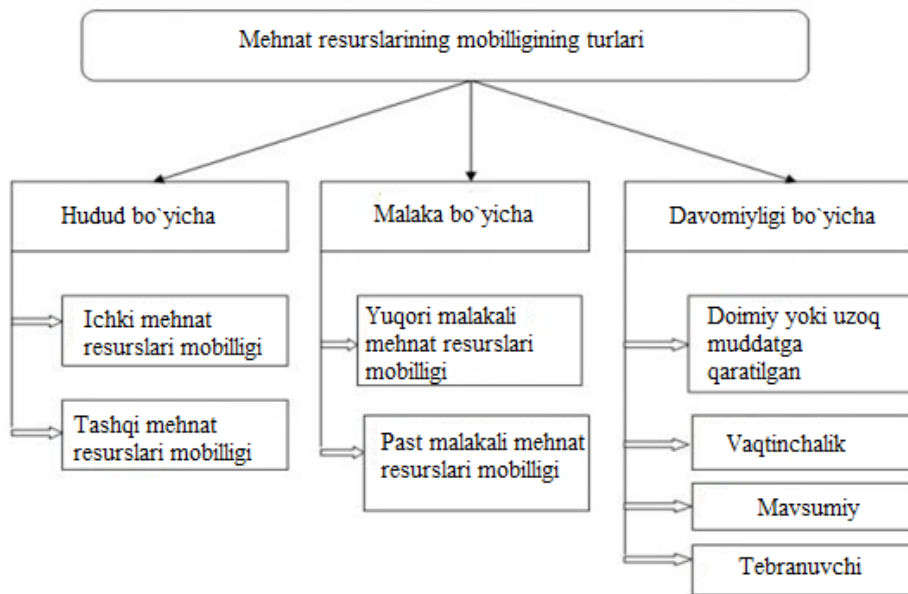 Mehnat resurslarining mobilligining turlari
Hudud bo`yicha
Ichki mehnat
resurslari mobilligi
Tashqi mehnat
resurslari mobilligi
Malaka bo`yicha
Yuqori malakali
mehnat resurslari
mobilligi
Past malakali mehnat
resurslari mobilligi
Davomiyligi bo`yicha
Doimiy yoki uzoq
muddatga
qaratilgan
Vaqtinchalik
Mavsumiy
Tebranuvchi